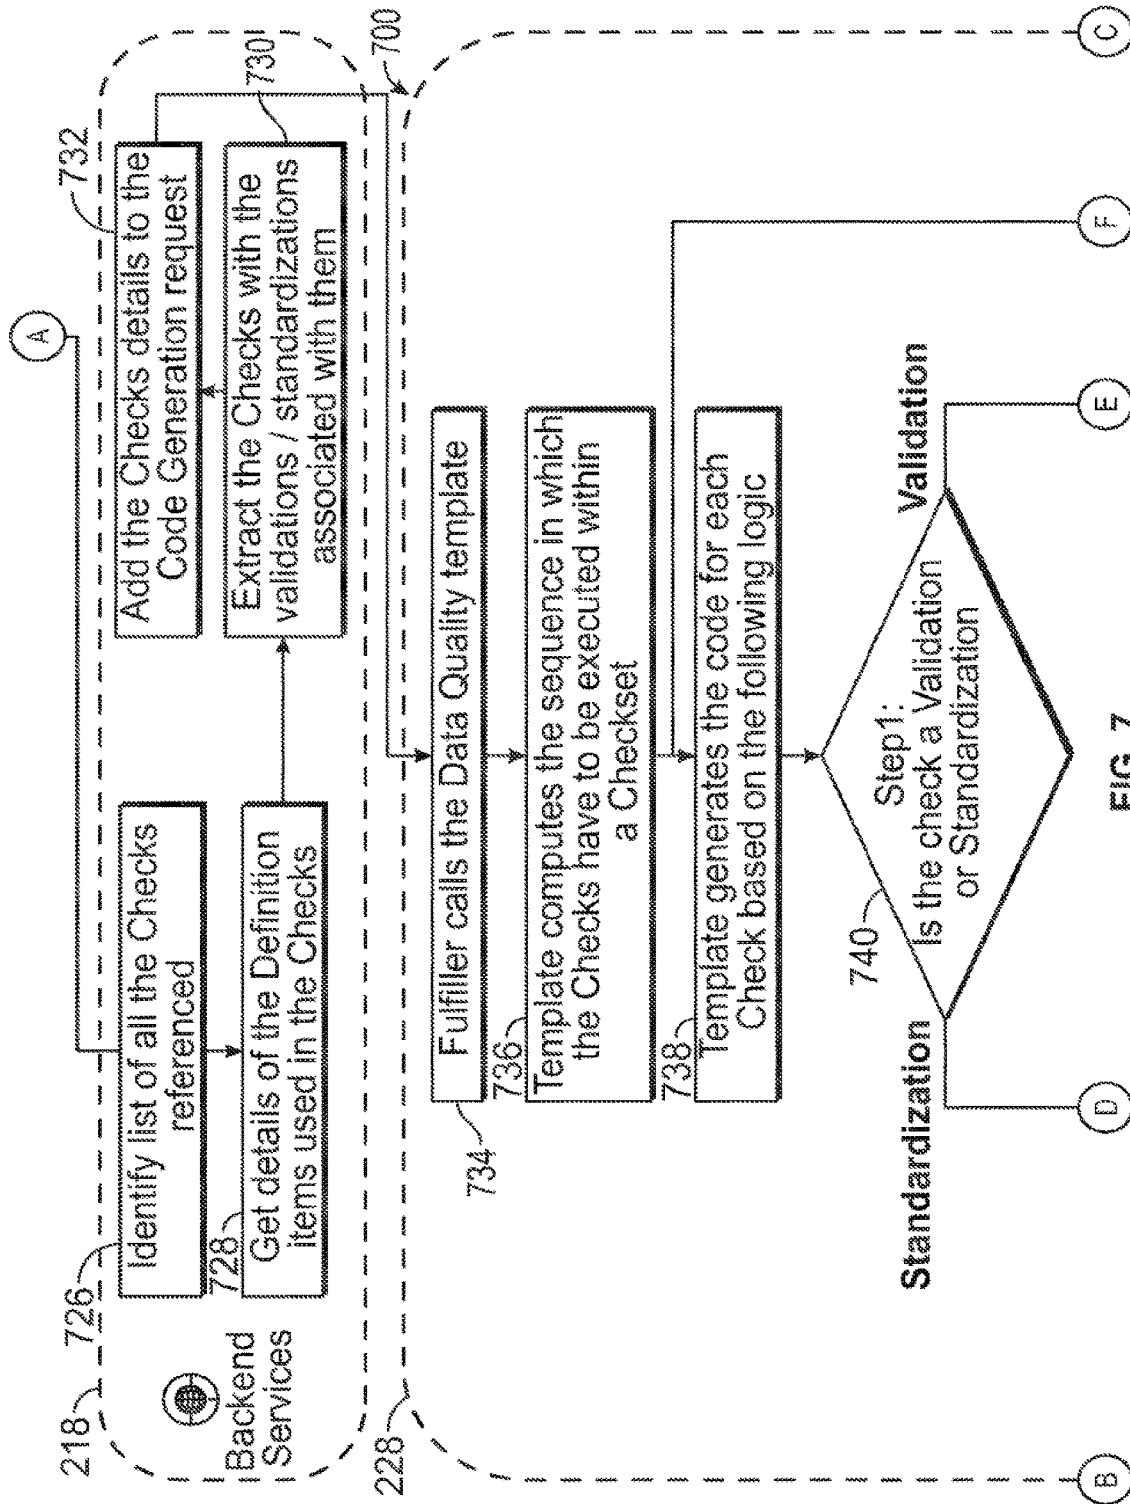 A
218
726
Identify list of all the Checks
referenced
732
Add the Checks details to the
Code Generation request
Backend
Services
728
Get details of the Definition
items used in the Checks
730
Extract the Checks with the
validations / standardizations
associated with them
700
228
734
Fulfiller calls the Data Quality template
736
Template computes the sequence in which
the Checks have to be executed within
a Checkset
738
Template generates the code for each
Check based on the following logic
740
Step1:
Is the check a Validation
or Standardization
Standardization
Validation
B
D
E
F
C
FIG. 7